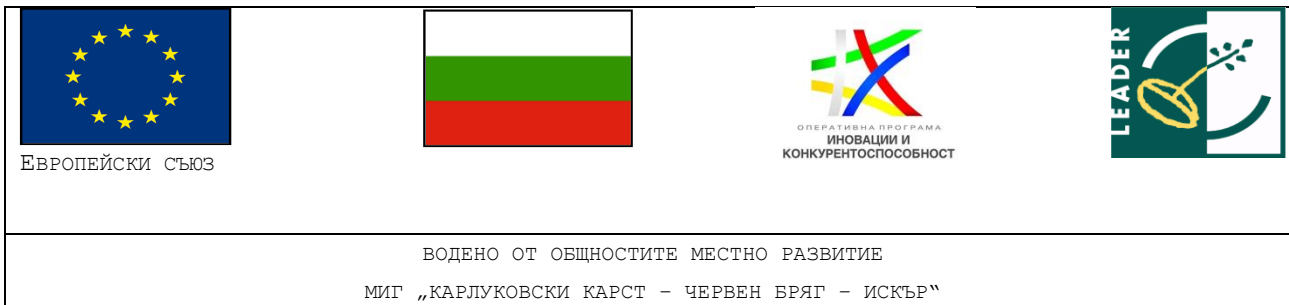 ЕВРОПЕЙСКИ СЪЮЗ
ОПЕРАТИВНА ПРОГРАМА
ИНОВАЦИИ И
КОНКУРЕНТОСПОСОБНОСТ
LEADER
ВОДЕНО ОТ ОБЩНОСТИТЕ МЕСТНО РАЗВИТИЕ
МИГ „КАРЛУКОВСКИ КАРСТ – ЧЕРВЕН БРЯГ – ИСКЪР“